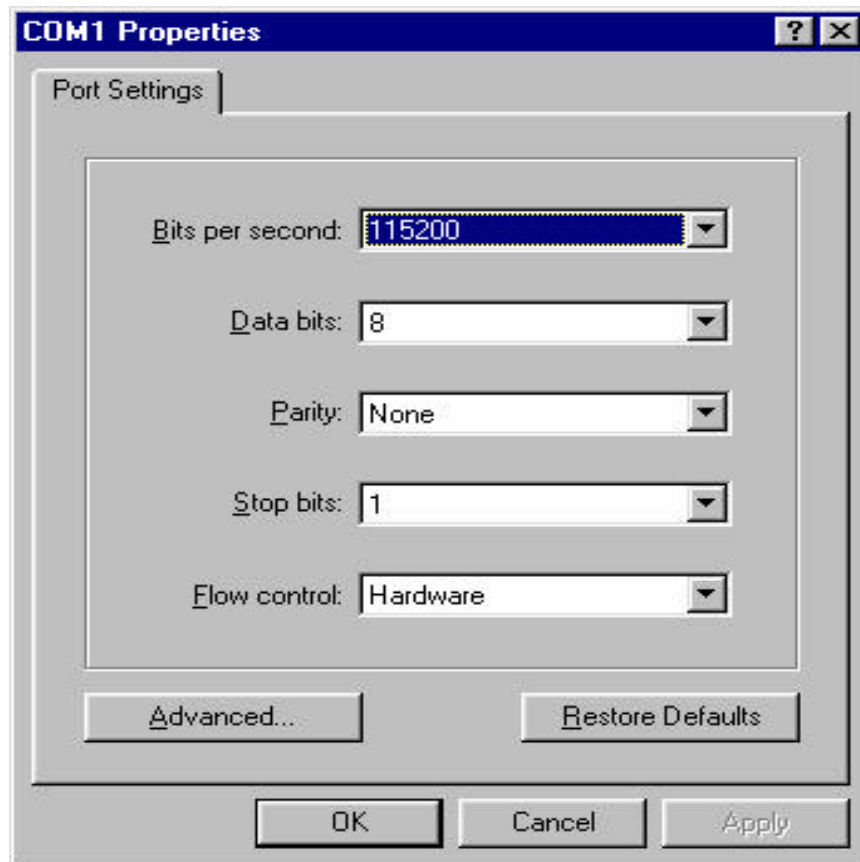 COM1 Properties
Port Settings
Bits per second: 115200
Data bits: 8
Parity: None
Stop bits: 1
Flow control: Hardware
Advanced... Restore Defaults
OK Cancel Apply